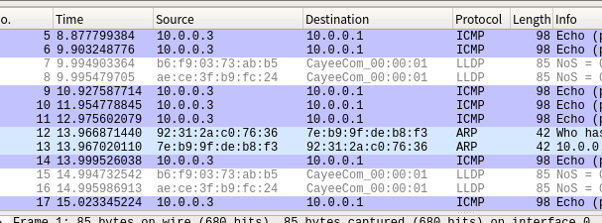 o. Time Source Destination Protocol Length Info
5 8.877799384 10.0.0.3 10.0.0.1 ICMP 98 Echo (p
6 9.903248776 10.0.0.3 10.0.0.1 ICMP 98 Echo (p
7 9.994903364 b6:f9:03:73:ab:b5 CayeeCom_00:00:01 LLDP 85 NoS = 
8 9.995479705 ae:ce:3f:b9:fc:24 CayeeCom_00:00:01 LLDP 85 NoS = 
9 10.927587714 10.0.0.3 10.0.0.1 ICMP 98 Echo (p
10 11.954778845 10.0.0.3 10.0.0.1 ICMP 98 Echo (p
11 12.975602079 10.0.0.3 10.0.0.1 ICMP 98 Echo (p
12 13.966871440 92:31:2a:c0:76:36 7e:b9:9f:de:b8:f3 ARP 42 Who has
13 13.967020110 7e:b9:9f:de:b8:f3 92:31:2a:c0:76:36 ARP 42 10.0.0
14 13.999526038 10.0.0.3 10.0.0.1 ICMP 98 Echo (p
15 14.994732542 b6:f9:03:73:ab:b5 CayeeCom_00:00:01 LLDP 85 NoS = 
16 14.995986913 ae:ce:3f:b9:fc:24 CayeeCom_00:00:01 LLDP 85 NoS = 
17 15.023345224 10.0.0.3 10.0.0.1 ICMP 98 Echo (p
Frame 1: 85 bytes on wire (680 bits), 85 bytes captured (680 bits) on interface 0